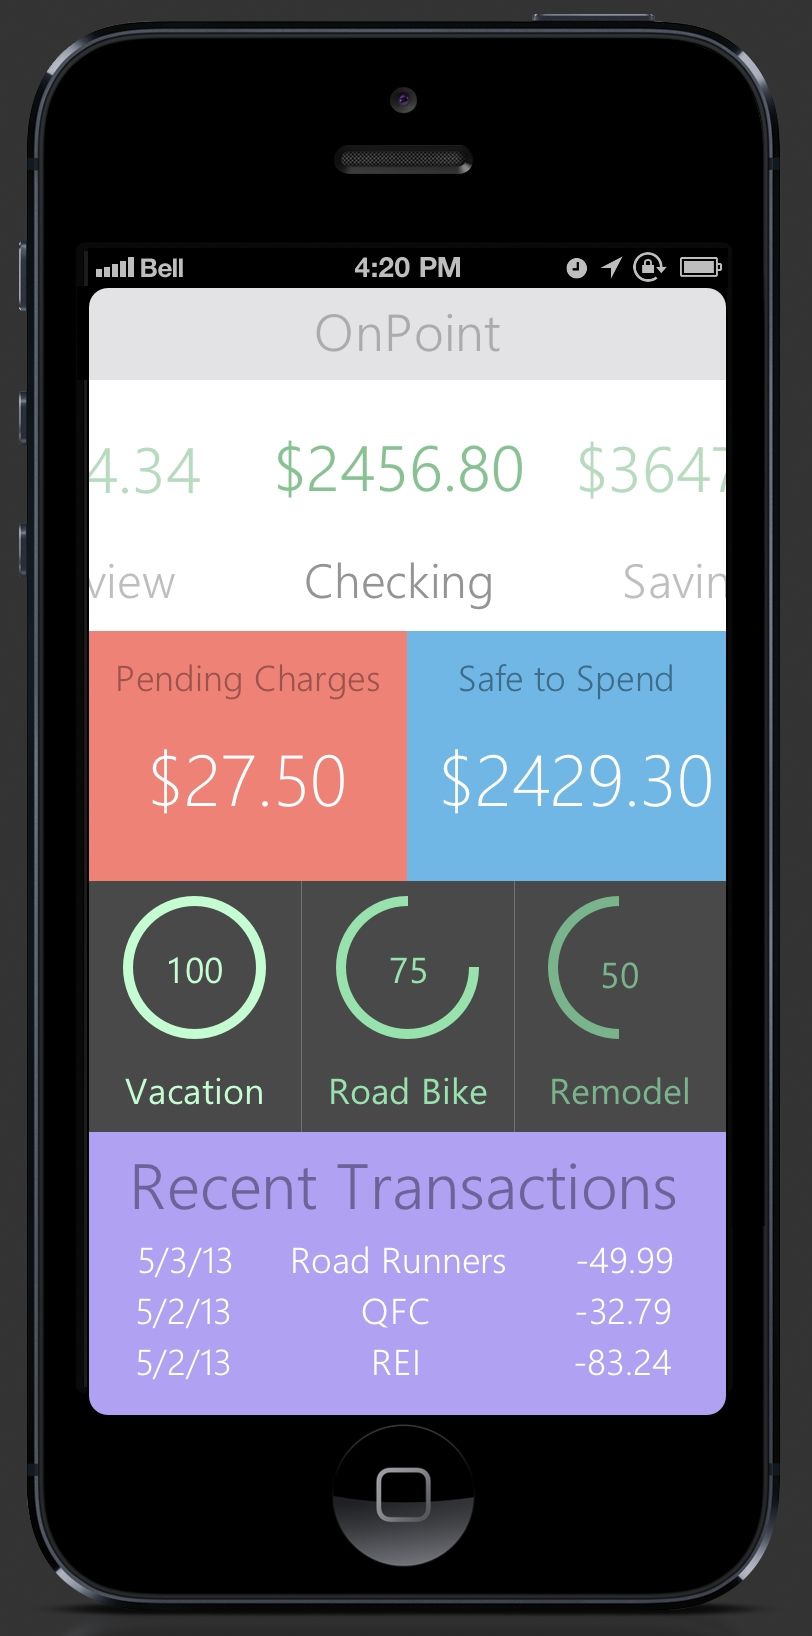 Bell 4:20 PM
OnPoint
4.34 $2456.80 $3647
view Checking Savin
Pending Charges Safe to Spend
$27.50 $2429.30
100 75 50
Vacation Road Bike Remodel
Recent Transactions
5/3/13 Road Runners -49.99
5/2/13 QFC -32.79
5/2/13 REI -83.24